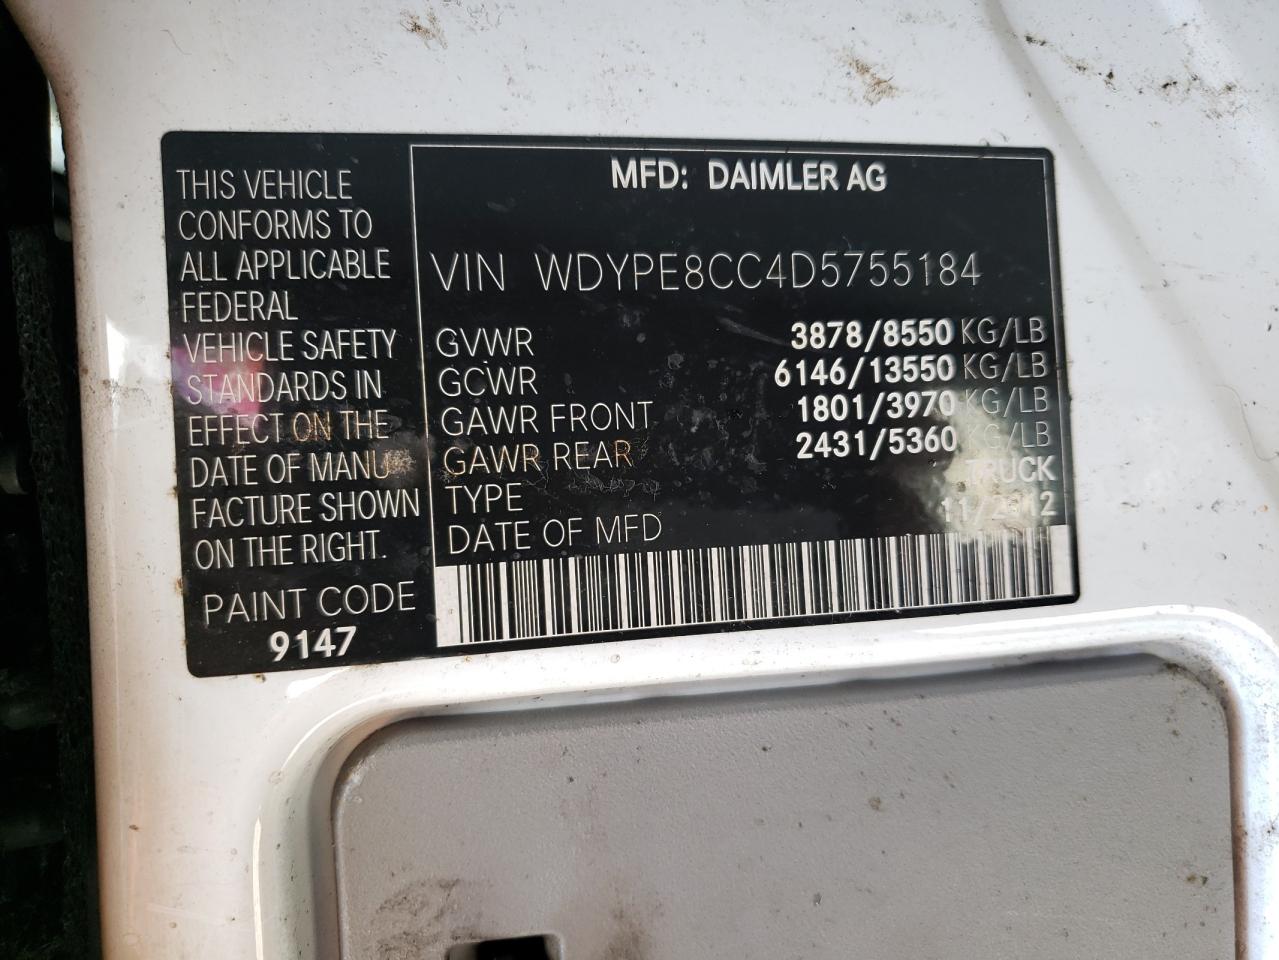 THIS VEHICLE
CONFORMS TO
ALL APPLICABLE
FEDERAL
VEHICLE SAFETY
STANDARDS IN
EFFECT ON THE
DATE OF MANU
FACTURE SHOWN
ON THE RIGHT.
PAINT CODE
9147
MFD: DAIMLER AG
VIN WDYPE8CC4D5755184
GVWR 3878/8550 KG/LB
GCWR 6146/13550 KG/LB
GAWR FRONT 1801/3970 KG/LB
GAWR REAR 2431/5360 KG/LB
TYPE TRUCK
DATE OF MFD 11/2012